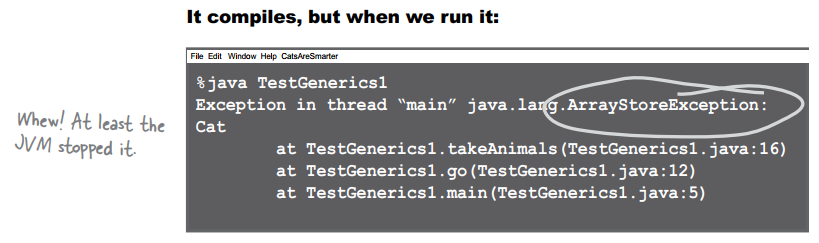 It compiles, but when we run it:
File Edit Window Help CatsAreSmarter
%java TestGenerics1
Exception in thread “main” java.lang.ArrayStoreException:
Cat
at TestGenerics1.takeAnimals(TestGenerics1.java:16)
at TestGenerics1.go(TestGenerics1.java:12)
at TestGenerics1.main(TestGenerics1.java:5)
Whew! At least the
JVM stopped it.